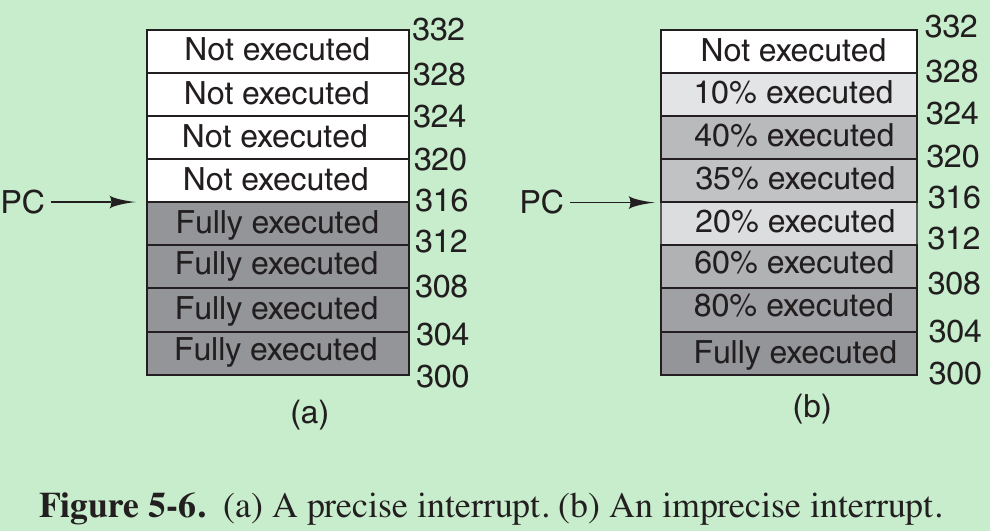 332
Not executed
328
Not executed
324
Not executed
320
Not executed
PC
316
Fully executed
312
Fully executed
308
Fully executed
304
Fully executed
300
(a)
332
Not executed
328
10% executed
324
40% executed
320
35% executed
PC
316
20% executed
312
60% executed
308
80% executed
304
Fully executed
300
(b)
Figure 5-6. (a) A precise interrupt. (b) An imprecise interrupt.